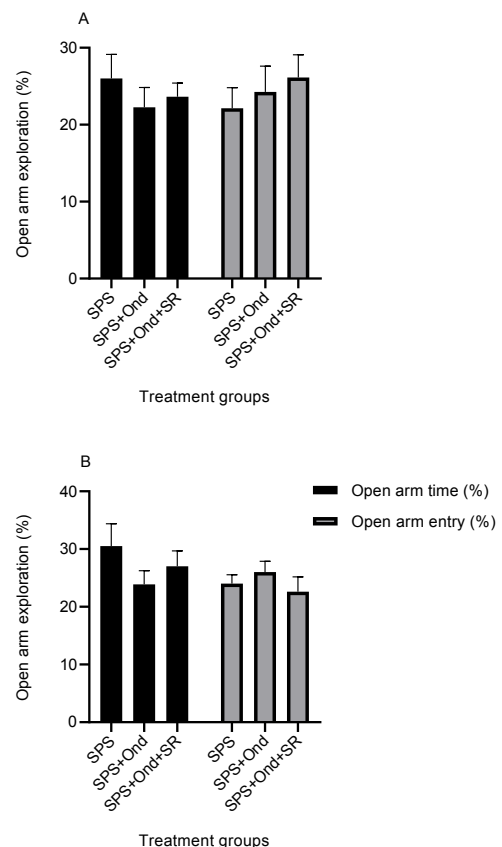 A
Open arm exploration (%)
30
20
10
0
SPS
SPS+Ond
SPS+Ond+SR
SPS
SPS+Ond
SPS+Ond+SR
Treatment groups
B
Open arm exploration (%)
40
30
20
10
0
Open arm time (%)
Open arm entry (%)
SPS
SPS+Ond
SPS+Ond+SR
SPS
SPS+Ond
SPS+Ond+SR
Treatment groups